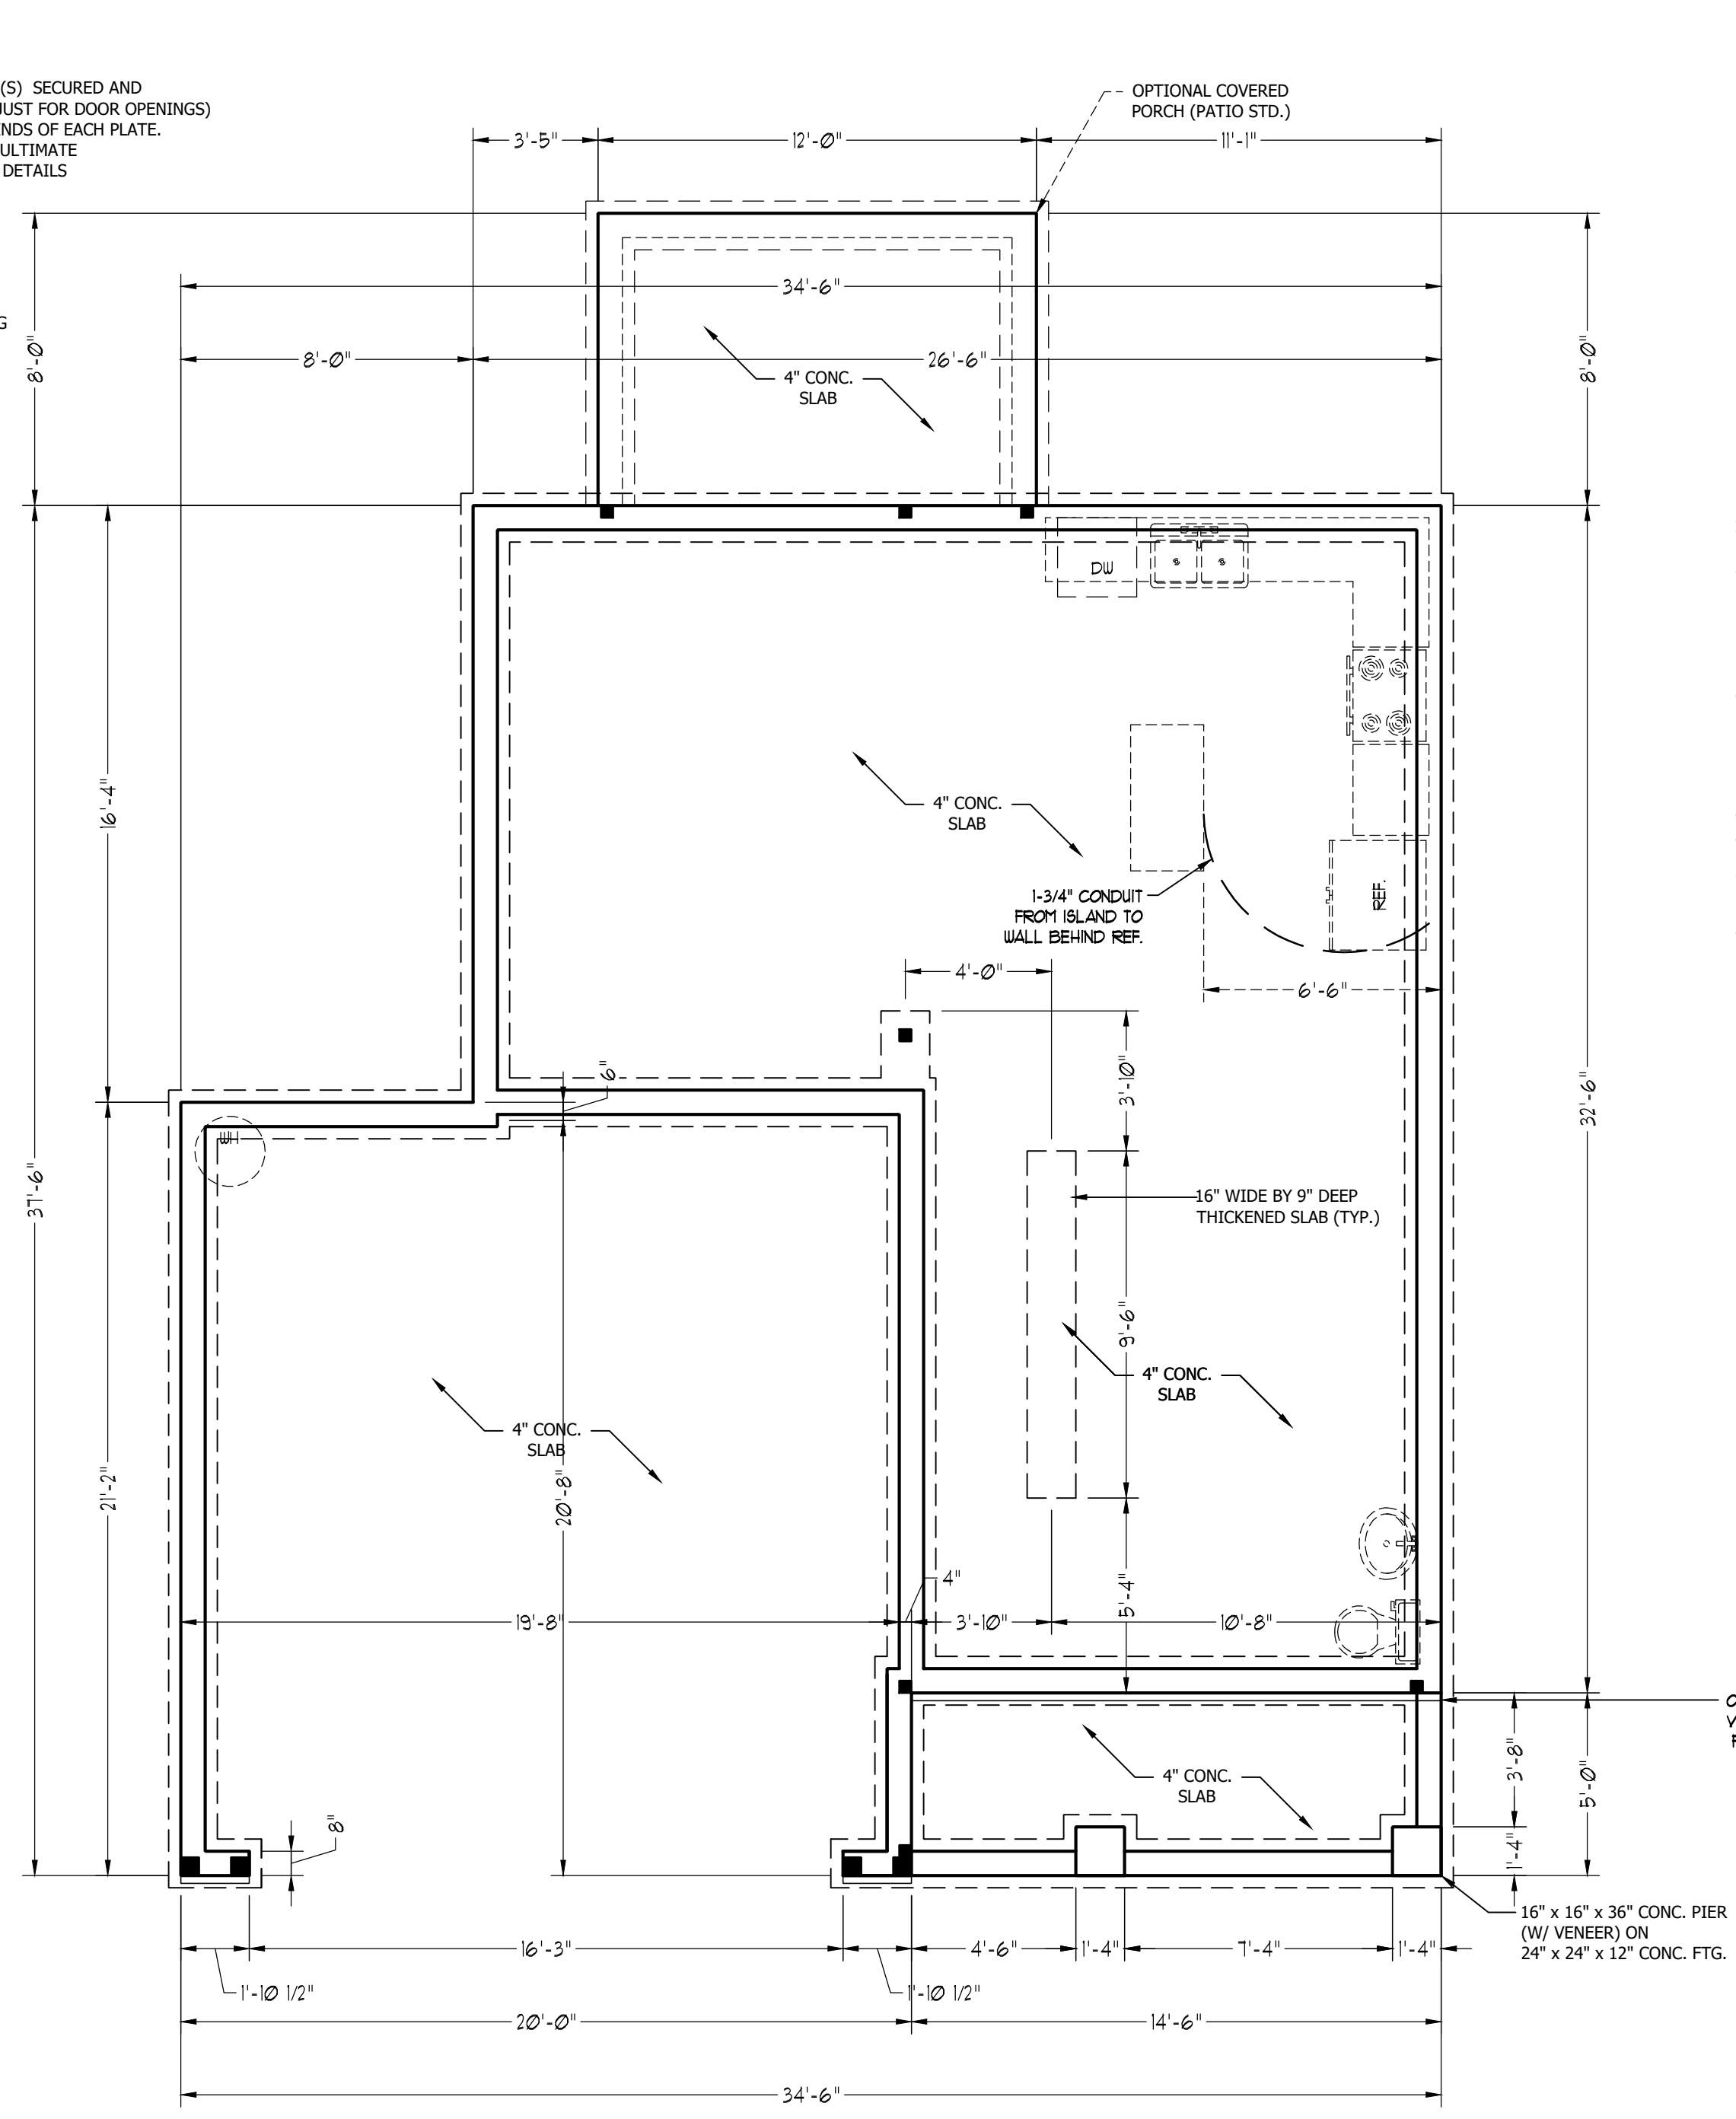 (S) SECURED AND
JUST FOR DOOR OPENINGS)
ENDS OF EACH PLATE.
ULTIMATE
DETAILS
G
OPTIONAL COVERED
PORCH (PATIO STD.)
3'-5"
12'-0"
11'-1"
34'-6"
8'-0"
26'-6"
8'-0"
8'-0"
4" CONC.
SLAB
DW
16'-4"
4" CONC.
SLAB
REF.
1-3/4" CONDUIT
FROM ISLAND TO
WALL BEHIND REF.
4'-0"
6'-6"
6"
3'-10"
32'-6"
WH
37'-6"
16" WIDE BY 9" DEEP
THICKENED SLAB (TYP.)
9'-6"
4" CONC.
SLAB
4" CONC.
SLAB
21'-2"
20'-8"
4"
5'-4"
19'-8"
3'-10"
10'-8"
4" CONC.
SLAB
3'-8"
5'-0"
8"
1'-4"
16" x 16" x 36" CONC. PIER
(W/ VENEER) ON
24" x 24" x 12" CONC. FTG.
16'-3"
4'-6"
1'-4"
7'-4"
1'-4"
1'-10 1/2"
1'-10 1/2"
20'-0"
14'-6"
34'-6"